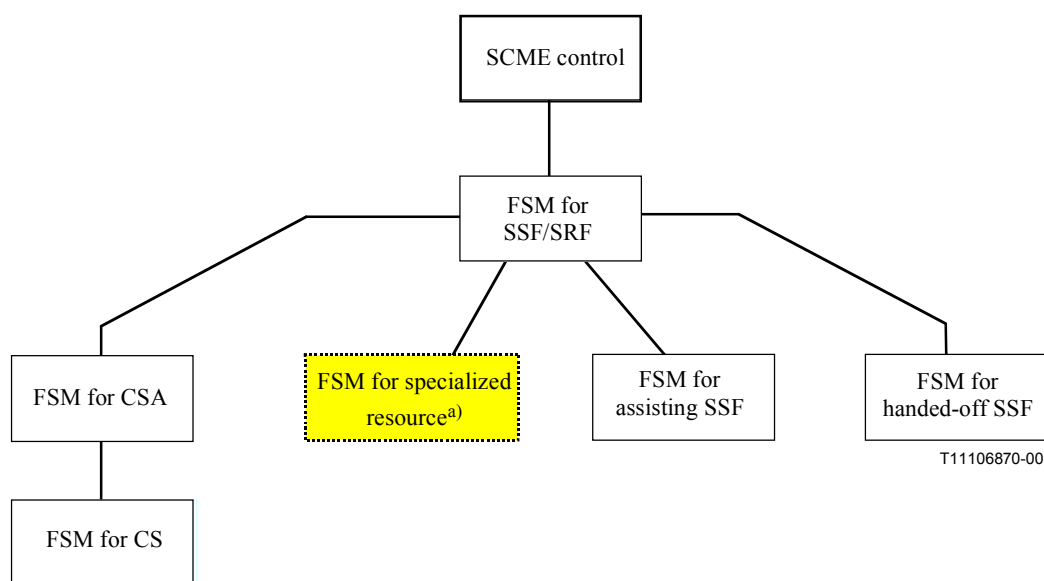 SCME control
FSM for
SSF/SRF
FSM for CSA
FSM for specialized
resource a)
FSM for
assisting SSF
FSM for
handed-off SSF
T11106870-00
FSM for CS